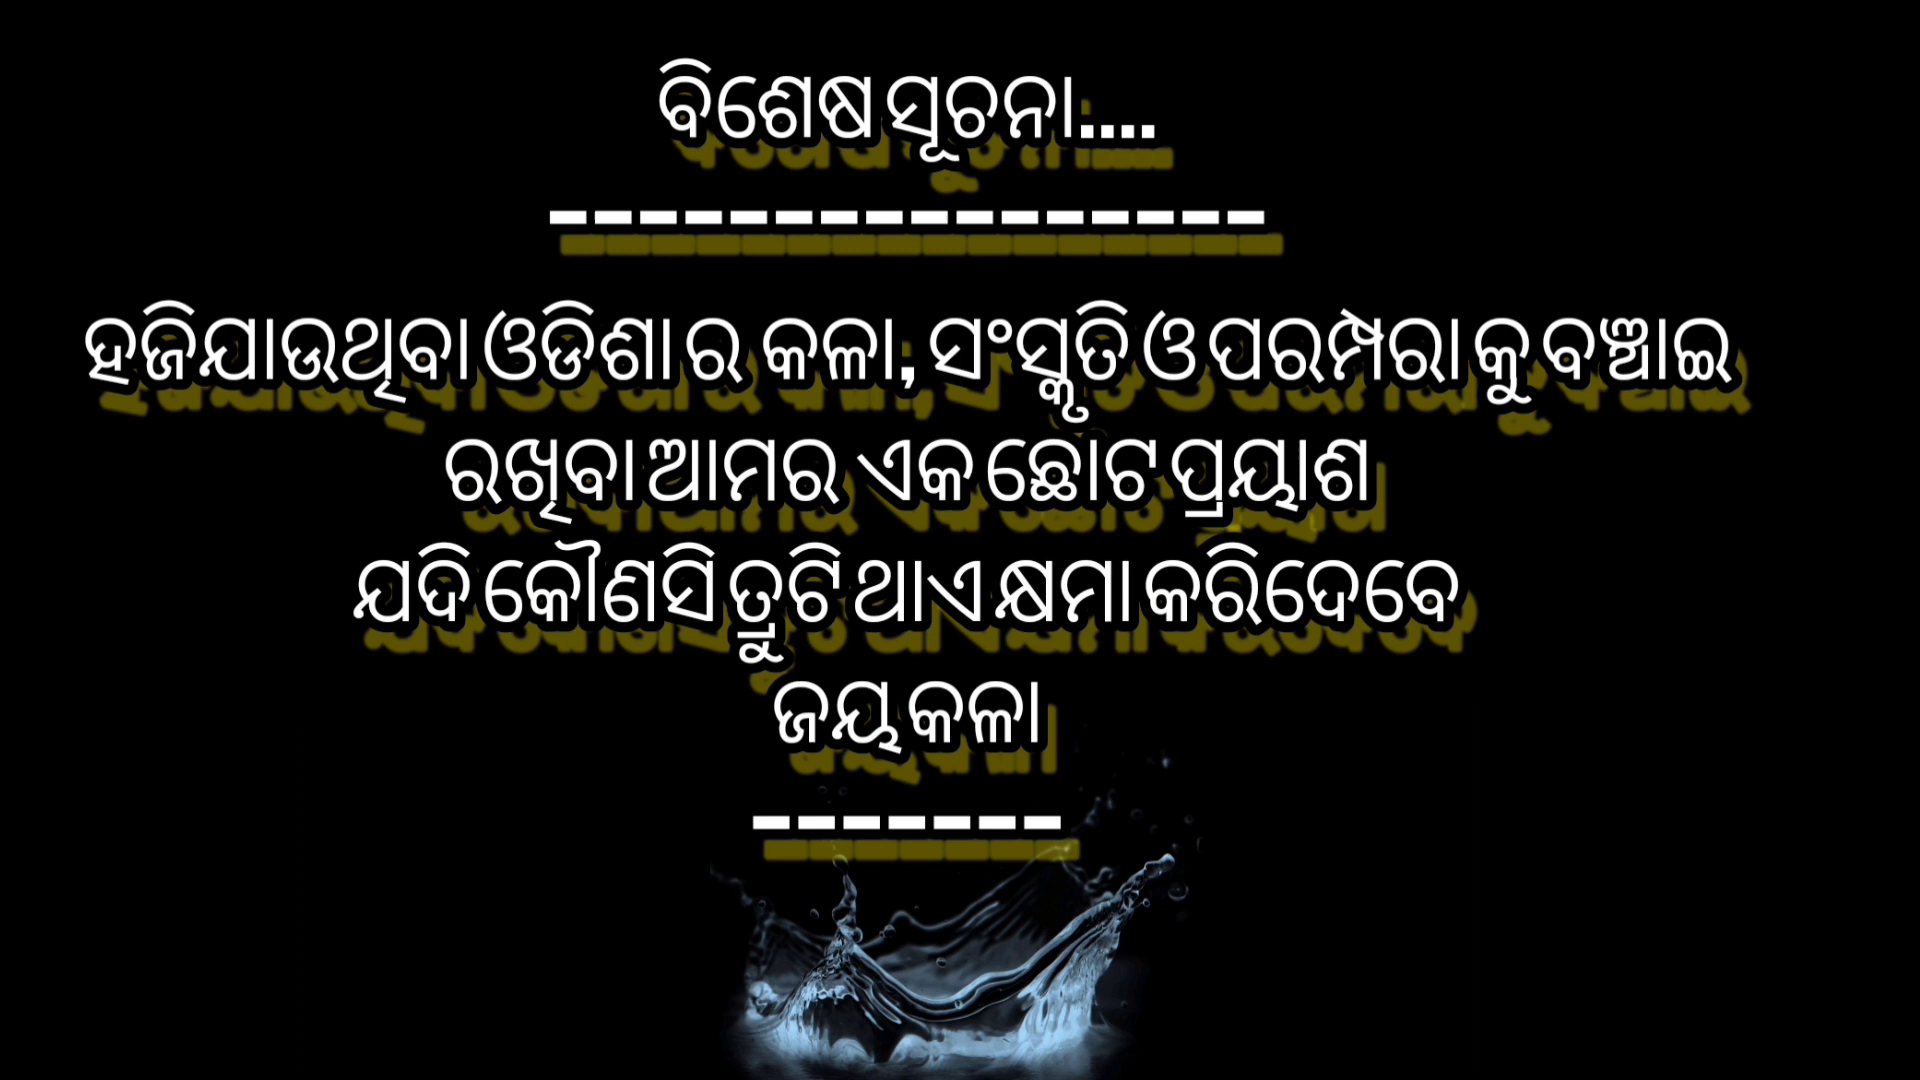 ବିଶେଷ ସୂଚନା....
----------------
ହଜିଯାଉଥିବା ଓଡିଶା ର କଳା, ସଂସ୍କୃତି ଓ ପରମ୍ପରା କୁ ବଞ୍ଚାଇ
ରଖିବା ଆମର ଏକ ଛୋଟ ପ୍ରୟାଶ
ଯଦି କୌଣସି ତ୍ରୁଟି ଥାଏ କ୍ଷମା କରିଦେବେ
ଜୟ କଳା
-------